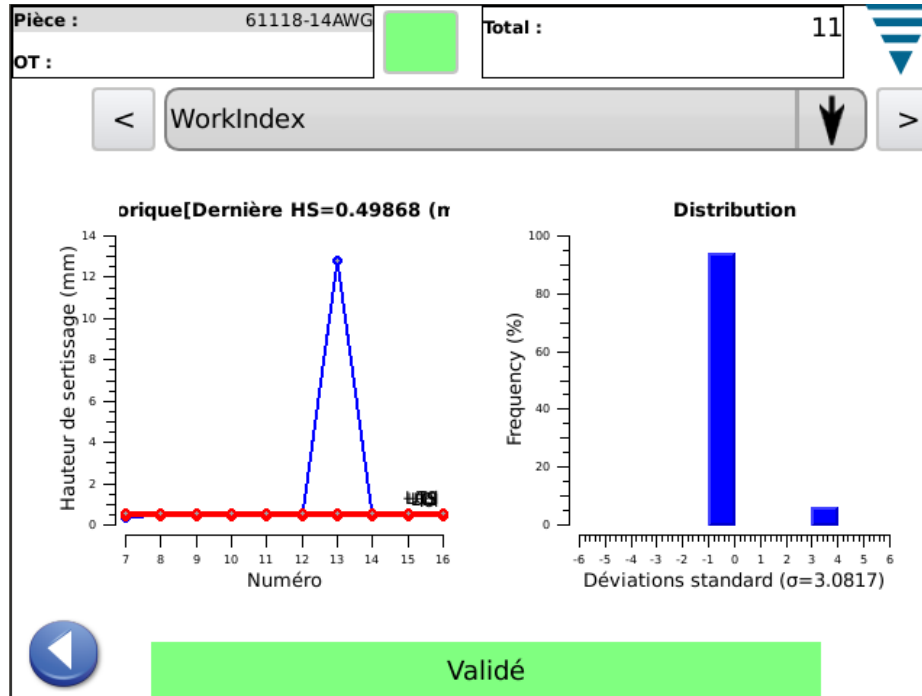 Pièce : 61118-14AWG
OT :
Total : 11
<
WorkIndex
>
orique[Dernière HS=0.49868 (m
Hauteur de sertissage (mm)
14
12
10
8
6
4
2
0
7 8 9 10 11 12 13 14 15 16
Numéro
Distribution
Frequency (%)
100
80
60
40
20
0
-6 -5 -4 -3 -2 -1 0 1 2 3 4 5 6
Déviations standard (σ=3.0817)
Validé